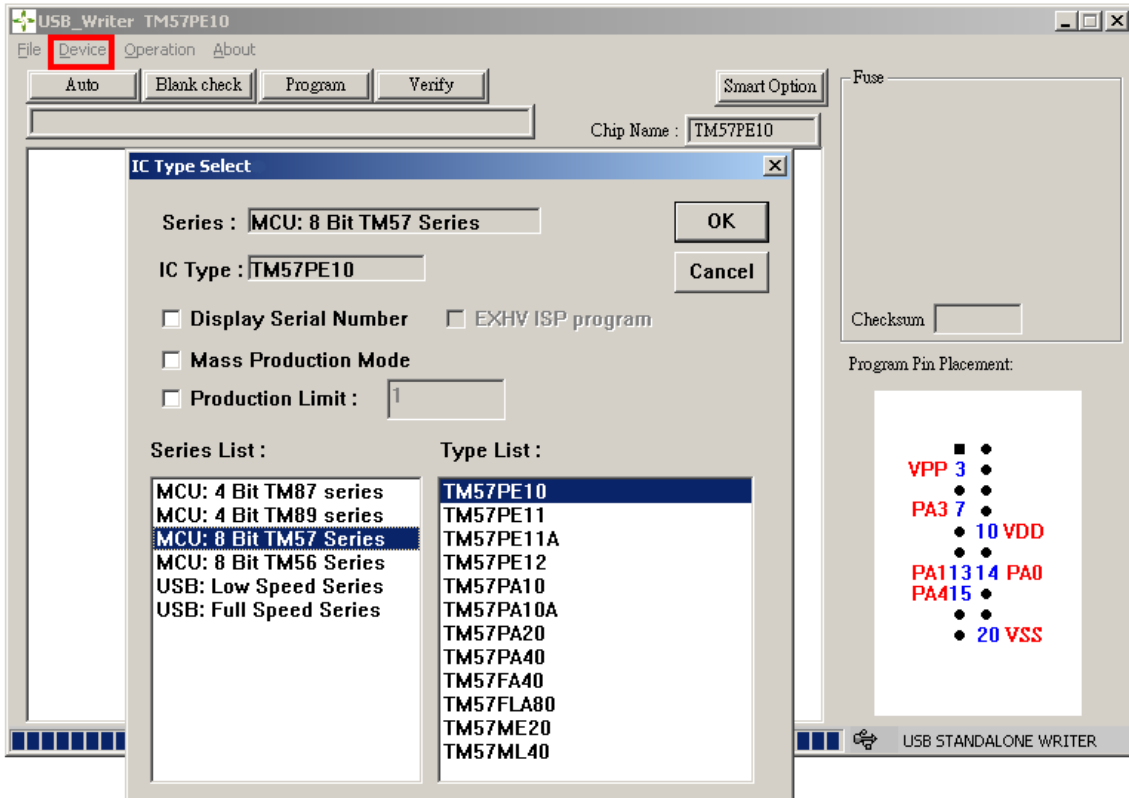 USB_Writer TM57PE10
File Device Operation About
Auto Blank check Program Verify Smart Option
Chip Name : TM57PE10
Fuse
Checksum
Program Pin Placement:
VPP 3
PA3 7
10 VDD
PA1 13 14 PA0
PA4 15
20 VSS
IC Type Select
Series : MCU: 8 Bit TM57 Series
OK
IC Type : TM57PE10
Cancel
Display Serial Number EXHV ISP program
Mass Production Mode
Production Limit : 1
Series List :
MCU: 4 Bit TM87 series
MCU: 4 Bit TM89 series
MCU: 8 Bit TM57 Series
MCU: 8 Bit TM56 Series
USB: Low Speed Series
USB: Full Speed Series
Type List :
TM57PE10
TM57PE11
TM57PE11A
TM57PE12
TM57PA10
TM57PA10A
TM57PA20
TM57PA40
TM57FA40
TM57FLA80
TM57ME20
TM57ML40
USB STANDALONE WRITER